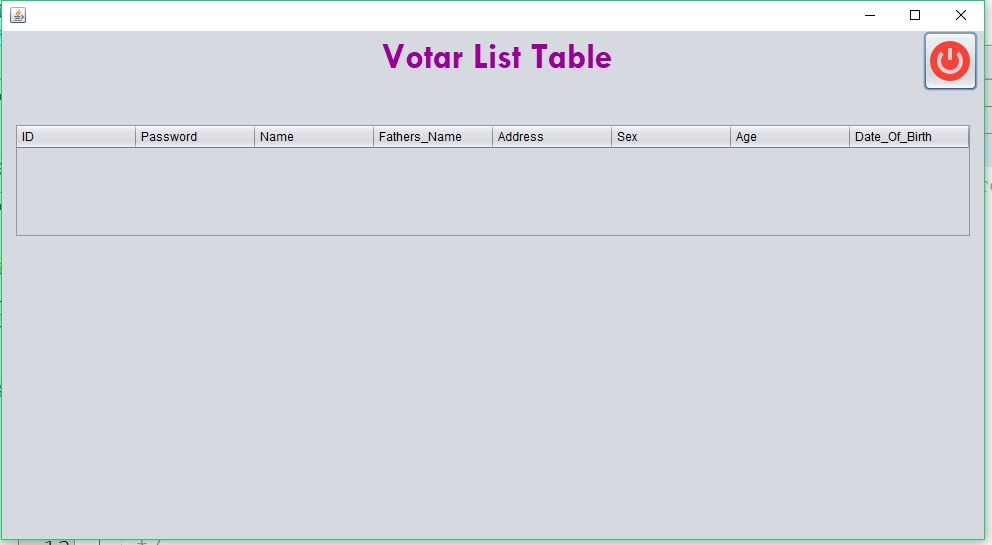 Votar List Table
ID Password Name Fathers_Name Address Sex Age Date_Of_Birth